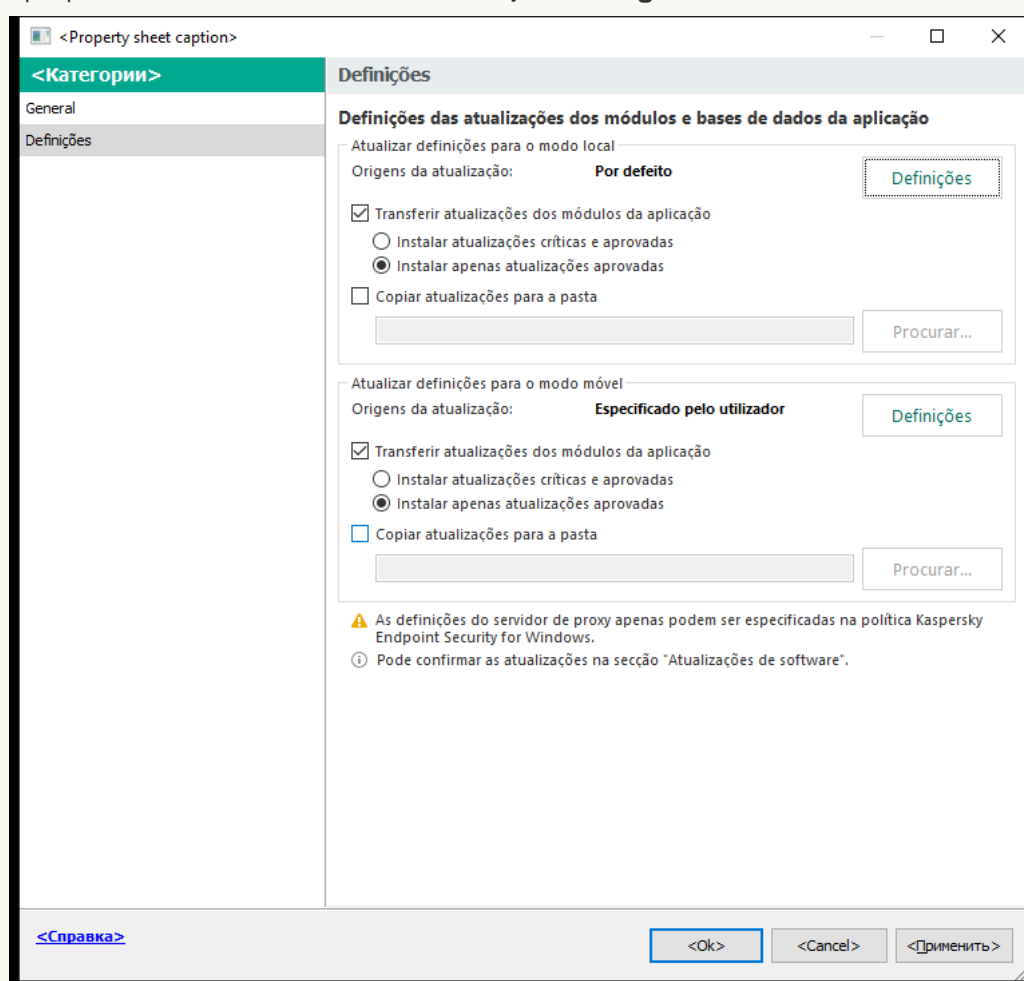 <Property sheet caption>
<Категории>
General
Definições
Definições
Definições das atualizações dos módulos e bases de dados da aplicação
Atualizar definições para o modo local
Origens da atualização: Por defeito
Definições
Transferir atualizações dos módulos da aplicação
Instalar atualizações críticas e aprovadas
Instalar apenas atualizações aprovadas
Copiar atualizações para a pasta
Procurar...
Atualizar definições para o modo móvel
Origens da atualização: Especificado pelo utilizador
Definições
Transferir atualizações dos módulos da aplicação
Instalar atualizações críticas e aprovadas
Instalar apenas atualizações aprovadas
Copiar atualizações para a pasta
Procurar...
As definições do servidor de proxy apenas podem ser especificadas na política Kaspersky
Endpoint Security for Windows.
Pode confirmar as atualizações na secção "Atualizações de software".
<Справка>
<Ok>
<Cancel>
<Применить>